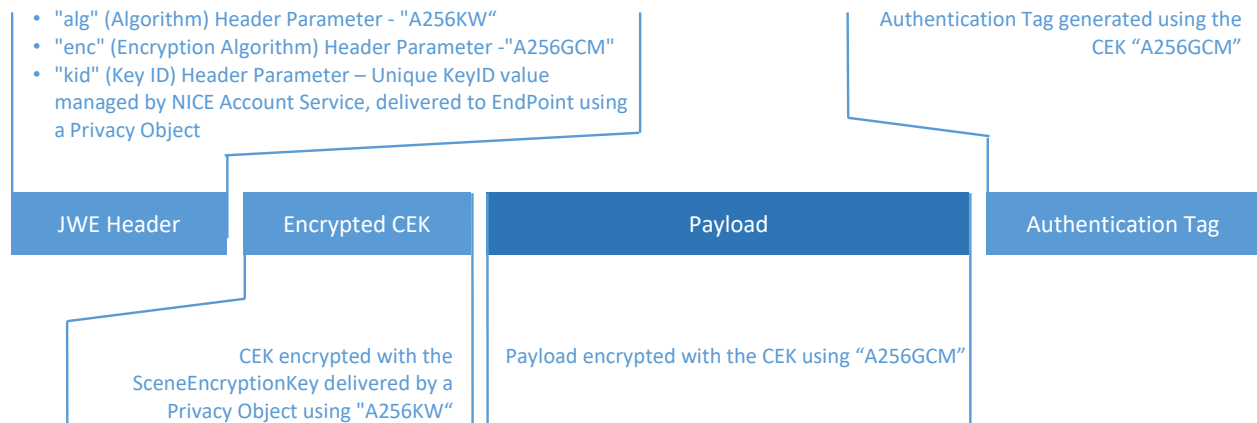 • "alg" (Algorithm) Header Parameter - "A256KW“
• "enc" (Encryption Algorithm) Header Parameter -"A256GCM"
• "kid" (Key ID) Header Parameter – Unique KeyID value
managed by NICE Account Service, delivered to EndPoint using
a Privacy Object
Authentication Tag generated using the
CEK “A256GCM”
JWE Header
Encrypted CEK
Payload
Authentication Tag
CEK encrypted with the
SceneEncryptionKey delivered by a
Privacy Object using "A256KW“
Payload encrypted with the CEK using “A256GCM”